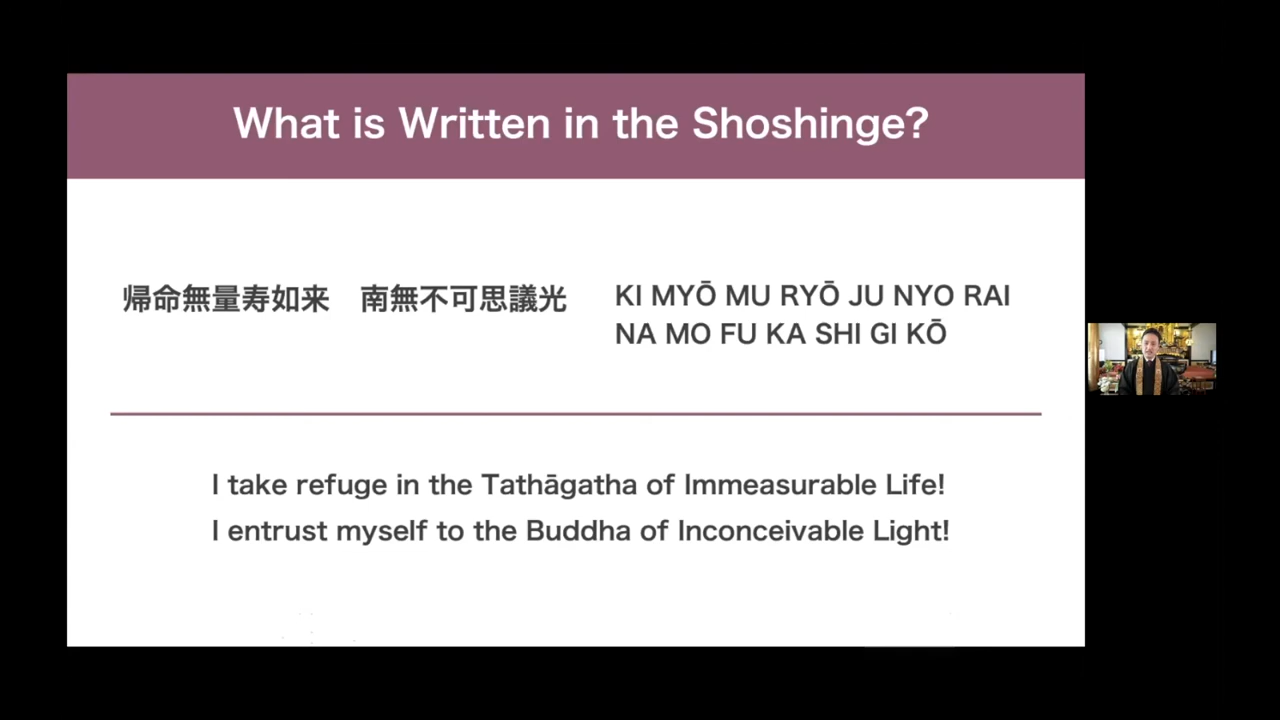 What is Written in the Shoshinge?
帰命無量寿如来　南無不可思議光
KI MYŌ MU RYŌ JU NYO RAI
NA MO FU KA SHI GI KŌ
I take refuge in the Tathāgatha of Immeasurable Life!
I entrust myself to the Buddha of Inconceivable Light!